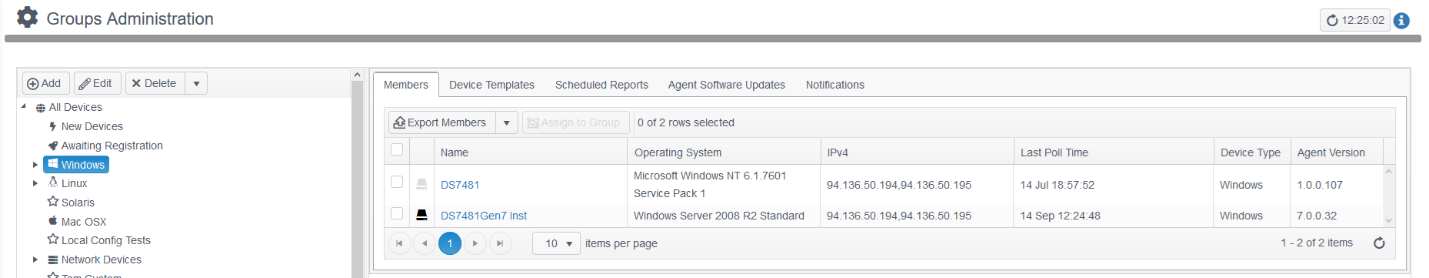 Groups Administration
12:25:02
Add Edit Delete
All Devices
New Devices
Awaiting Registration
Windows
Linux
Solaris
Mac OSX
Local Config Tests
Network Devices
Members Device Templates Scheduled Reports Agent Software Updates Notifications
Export Members Assign to Group 0 of 2 rows selected
Name Operating System IPv4 Last Poll Time Device Type Agent Version
DS7481 Microsoft Windows NT 6.1.7601 Service Pack 1 94.136.50.194,94.136.50.195 14 Jul 18:57:52 Windows 1.0.0.107
DS7481Gen7 Inst Windows Server 2008 R2 Standard 94.136.50.194,94.136.50.195 14 Sep 12:24:48 Windows 7.0.0.32
1 10 items per page 1 - 2 of 2 items